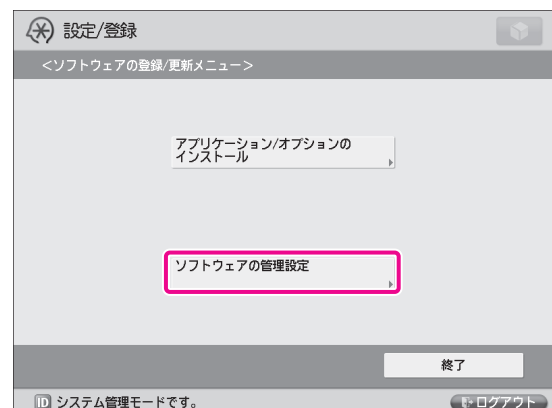 設定/登録
<ソフトウェアの登録/更新メニュー>
アプリケーション/オプションの
インストール
ソフトウェアの管理設定
終了
ID システム管理モードです。
ログアウト